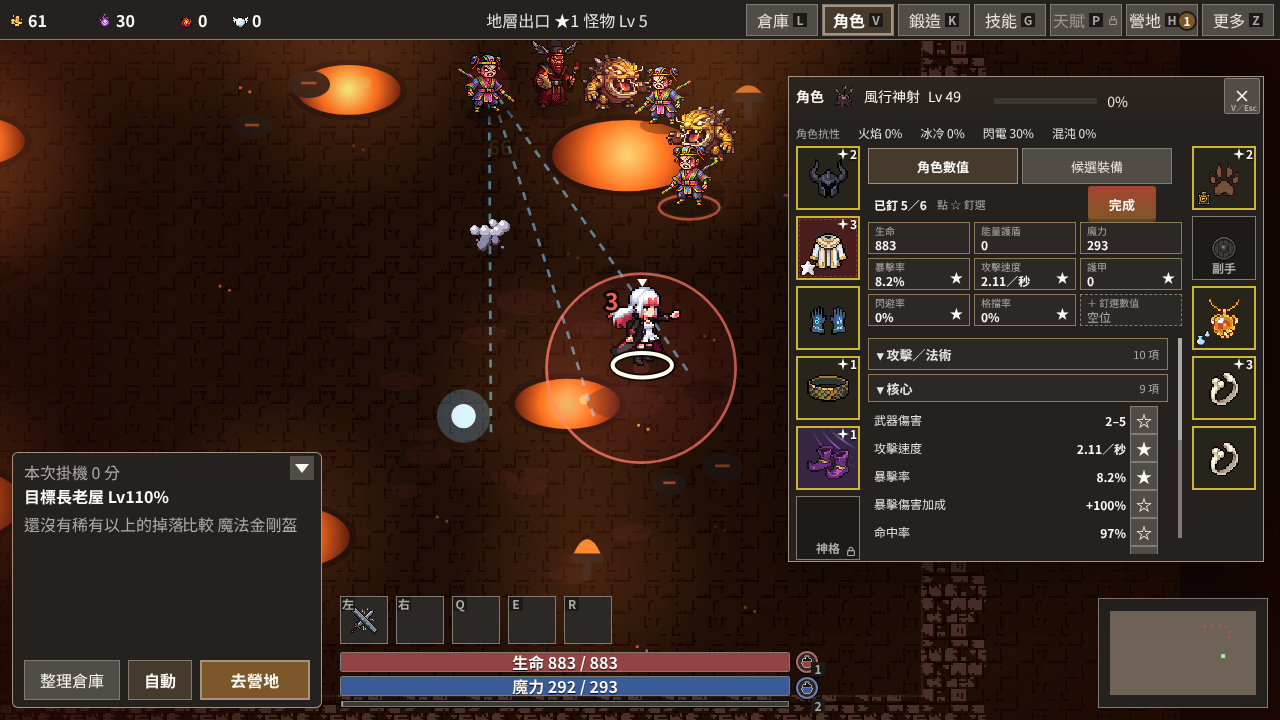 61 30 0 0
地層出口 ★1 怪物 Lv 5
倉庫 L 角色 V 鍛造 K 技能 G 天賦 P 營地 H 1 更多 Z
角色 風行神射 Lv 49 0%
V／Esc
角色抗性 火焰 0% 冰冷 0% 閃電 30% 混沌 0%
2
角色數值 候選裝備
2
已釘 5／6 點 ☆ 釘選 完成
3
生命 883
能量護盾 0
魔力 293
暴擊率 8.2% ★
攻擊速度 2.11／秒 ★
護甲 0 ★
閃避率 0% ★
格擋率 0% ★
＋ 釘選數值 空位
副手
▼攻擊／法術 10 項
1
3
▼核心 9 項
武器傷害 2–5 ☆
攻擊速度 2.11／秒 ★
1
暴擊率 8.2% ★
暴擊傷害加成 +100% ☆
命中率 97% ☆
神格
66
3
本次掛機 0 分
目標長老屋 Lv110%
還沒有稀有以上的掉落比較 魔法金剛盔
整理倉庫 自動 去營地
左 右 Q E R
生命 883 / 883
1
魔力 292 / 293
2